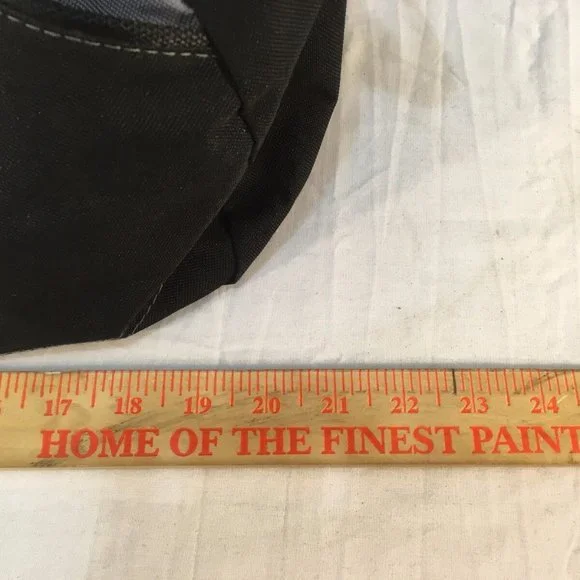 17 18 19 20 21 22 23 24
HOME OF THE FINEST PAINT